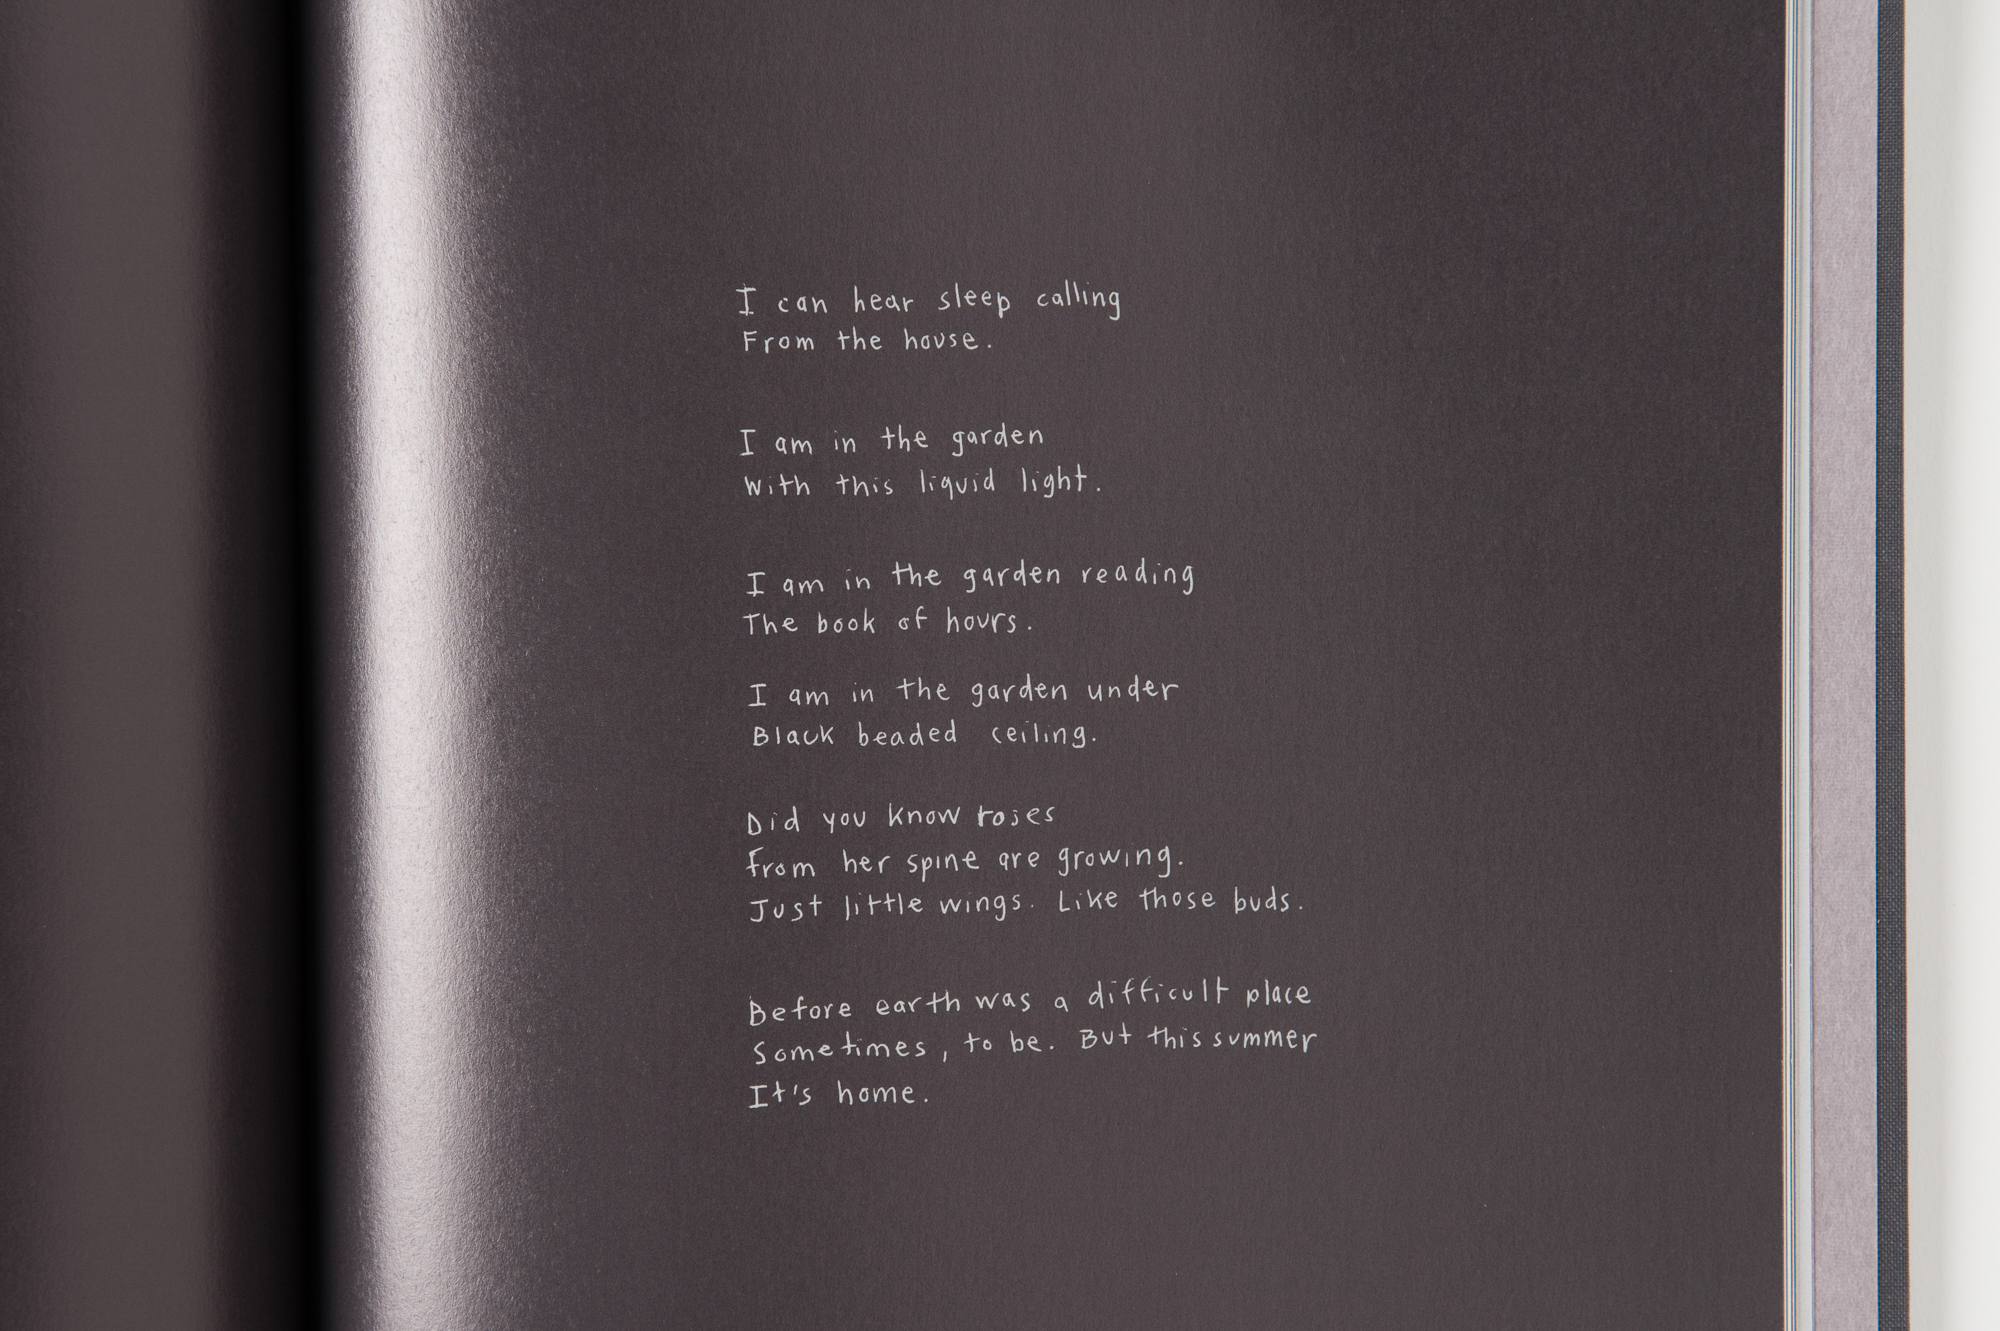 I can hear sleep calling
From the house.
I am in the garden
With this liquid light.
I am in the garden reading
The book of hours.
I am in the garden under
Black beaded ceiling.
Did you know roses
from her spine are growing.
Just little wings. Like those buds.
Before earth was a difficult place
Sometimes, to be. But this summer
It's home.